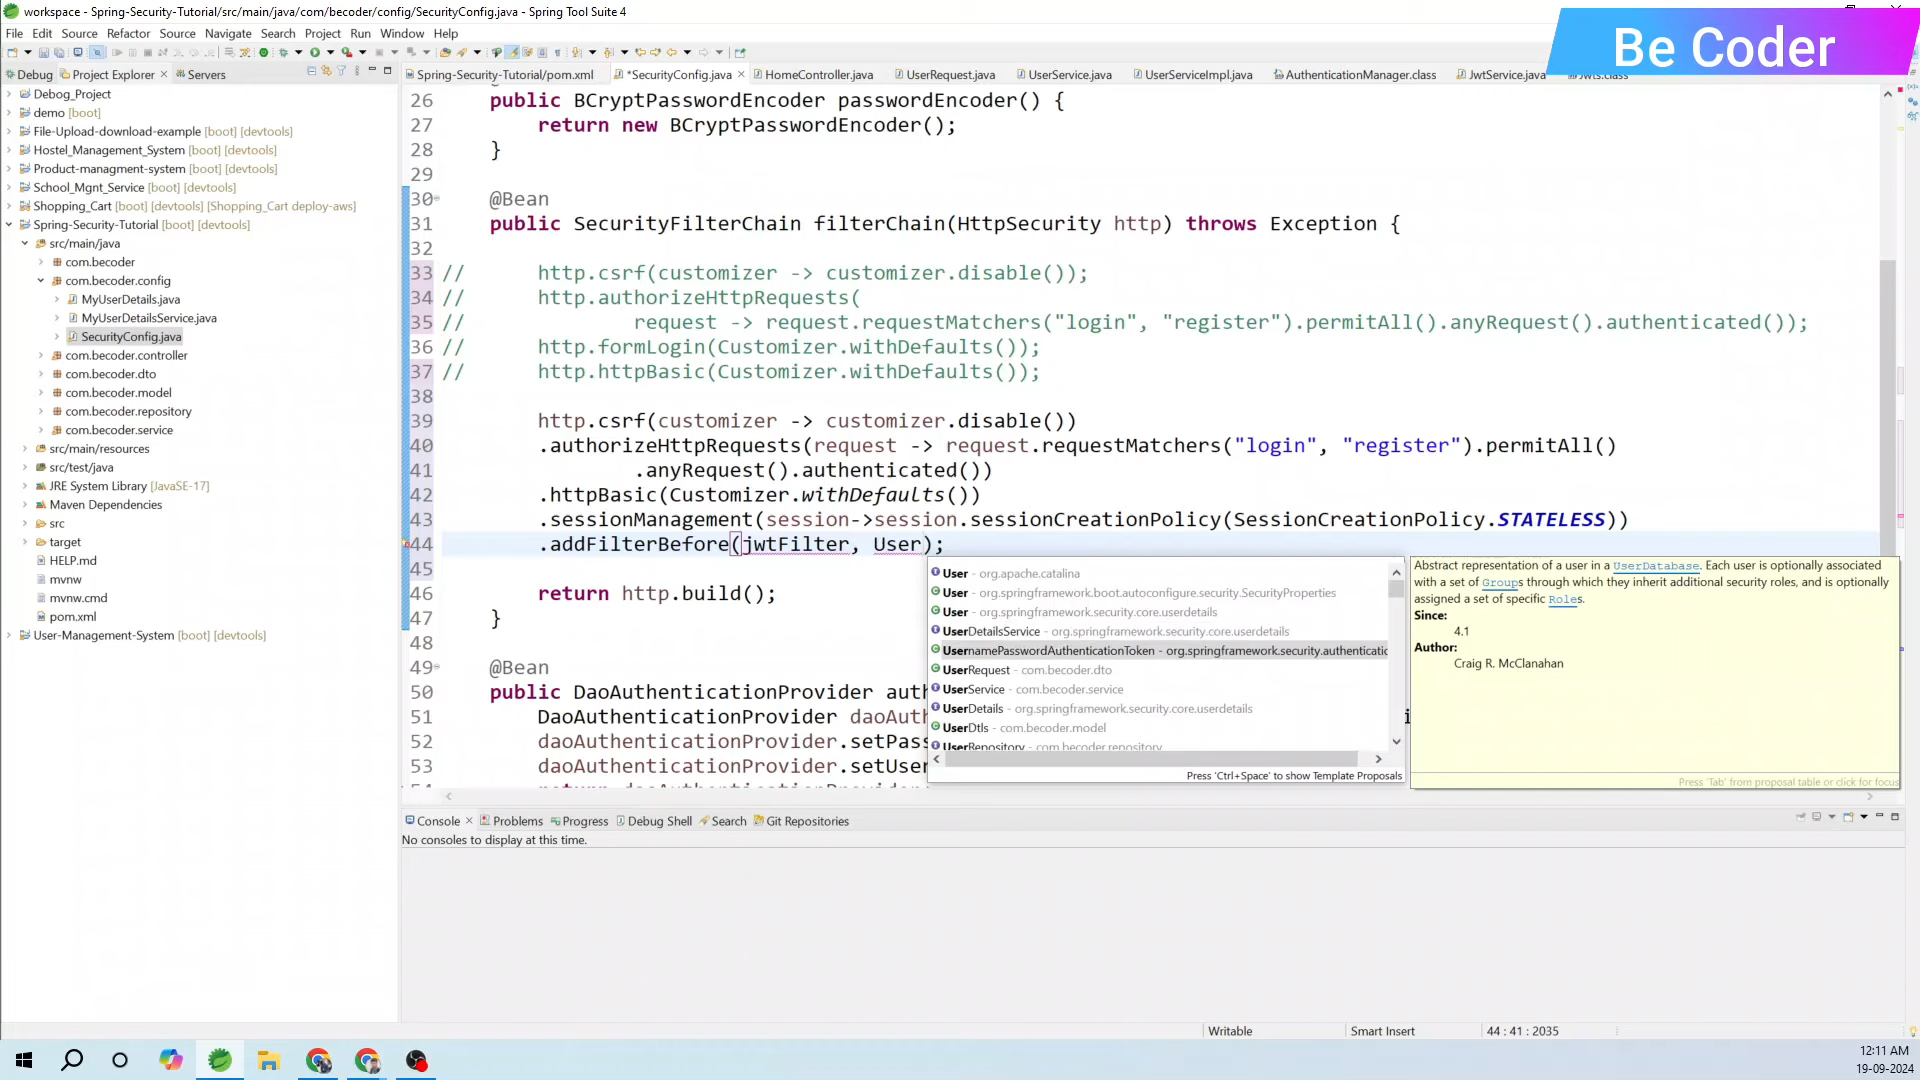 workspace - Spring-Security-Tutorial/src/main/java/com/becoder/config/SecurityConfig.java - Spring Tool Suite 4
Be Coder
File Edit Source Refactor Source Navigate Search Project Run Window Help
Debug Project Explorer Servers
Spring-Security-Tutorial/pom.xml *SecurityConfig.java HomeController.java UserRequest.java UserService.java UserServiceImpl.java AuthenticationManager.class JwtService.java Jwts.class
Debug_Project
demo [boot]
File-Upload-download-example [boot] [devtools]
Hostel_Management_System [boot] [devtools]
Product-managment-system [boot] [devtools]
School_Mgnt_Service [boot] [devtools]
Shopping_Cart [boot] [devtools] [Shopping_Cart deploy-aws]
Spring-Security-Tutorial [boot] [devtools]
src/main/java
com.becoder
com.becoder.config
MyUserDetails.java
MyUserDetailsService.java
SecurityConfig.java
com.becoder.controller
com.becoder.dto
com.becoder.model
com.becoder.repository
com.becoder.service
src/main/resources
src/test/java
JRE System Library [JavaSE-17]
Maven Dependencies
src
target
HELP.md
mvnw
mvnw.cmd
pom.xml
User-Management-System [boot] [devtools]
26 public BCryptPasswordEncoder passwordEncoder() {
27 return new BCryptPasswordEncoder();
28 }
29
30 @Bean
31 public SecurityFilterChain filterChain(HttpSecurity http) throws Exception {
32
33 // http.csrf(customizer -> customizer.disable());
34 // http.authorizeHttpRequests(
35 // request -> request.requestMatchers("login", "register").permitAll().anyRequest().authenticated());
36 // http.formLogin(Customizer.withDefaults());
37 // http.httpBasic(Customizer.withDefaults());
38
39 http.csrf(customizer -> customizer.disable())
40 .authorizeHttpRequests(request -> request.requestMatchers("login", "register").permitAll()
41 .anyRequest().authenticated())
42 .httpBasic(Customizer.withDefaults())
43 .sessionManagement(session->session.sessionCreationPolicy(SessionCreationPolicy.STATELESS))
44 .addFilterBefore(jwtFilter, User);
45
46 return http.build();
47 }
48
49 @Bean
50 public DaoAuthenticationProvider auth
51 DaoAuthenticationProvider daoAuth
52 daoAuthenticationProvider.setPass
53 daoAuthenticationProvider.setUser
User - org.apache.catalina
User - org.springframework.boot.autoconfigure.security.SecurityProperties
User - org.springframework.security.core.userdetails
UserDetailsService - org.springframework.security.core.userdetails
UsernamePasswordAuthenticationToken - org.springframework.security.authenticatio
UserRequest - com.becoder.dto
UserService - com.becoder.service
UserDetails - org.springframework.security.core.userdetails
UserDtls - com.becoder.model
UserRepository - com.becoder.repository
Press 'Ctrl+Space' to show Template Proposals
Abstract representation of a user in a UserDatabase. Each user is optionally associated
with a set of Groups through which they inherit additional security roles, and is optionally
assigned a set of specific Roles.
Since:
4.1
Author:
Craig R. McClanahan
Press 'Tab' from proposal table or click for focus
Console Problems Progress Debug Shell Search Git Repositories
No consoles to display at this time.
Writable Smart Insert 44 : 41 : 2035
12:11 AM
19-09-2024